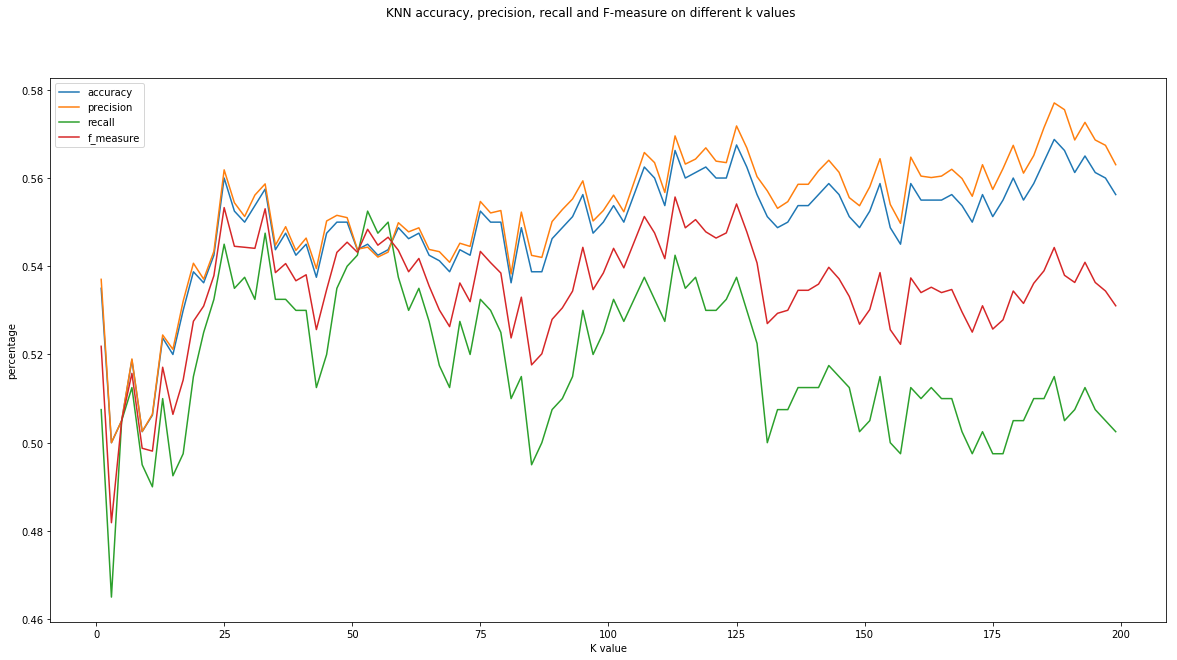 KNN accuracy, precision, recall and F-measure on different k values
accuracy
precision
recall
f_measure
0.58
0.56
0.54
0.52
0.50
0.48
0.46
percentage
0
25
50
75
100
125
150
175
200
K value